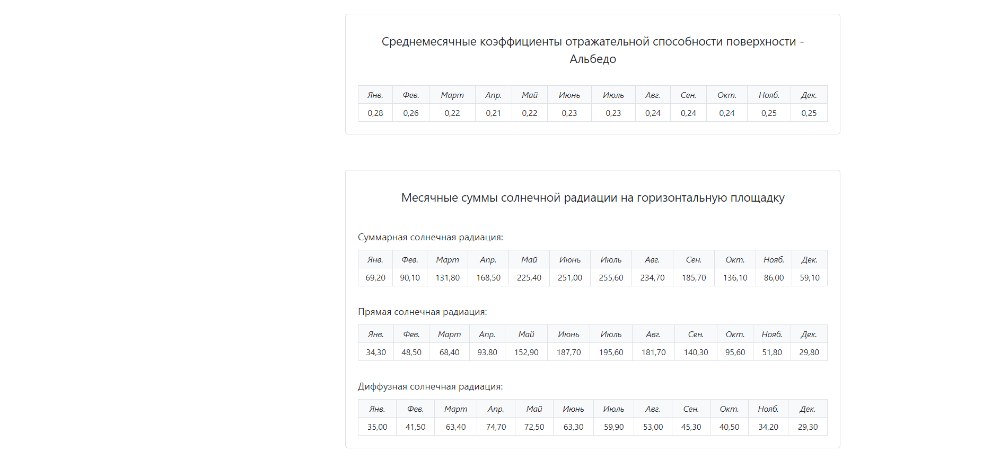 Среднемесячные коэффициенты отражательной способности поверхности -
Альбедо
Янв. Фев. Март Апр. Май Июнь Июль Авг. Сен. Окт. Нояб. Дек.
0,28 0,26 0,22 0,21 0,22 0,23 0,23 0,24 0,24 0,24 0,25 0,25
Месячные суммы солнечной радиации на горизонтальную площадку
Суммарная солнечная радиация:
Янв. Фев. Март Апр. Май Июнь Июль Авг. Сен. Окт. Нояб. Дек.
69,20 90,10 131,80 168,50 225,40 251,00 255,60 234,70 185,70 136,10 86,00 59,10
Прямая солнечная радиация:
Янв. Фев. Март Апр. Май Июнь Июль Авг. Сен. Окт. Нояб. Дек.
34,30 48,50 68,40 93,80 152,90 187,70 195,60 181,70 140,30 95,60 51,80 29,80
Диффузная солнечная радиация:
Янв. Фев. Март Апр. Май Июнь Июль Авг. Сен. Окт. Нояб. Дек.
35,00 41,50 63,40 74,70 72,50 63,30 59,90 53,00 45,30 40,50 34,20 29,30